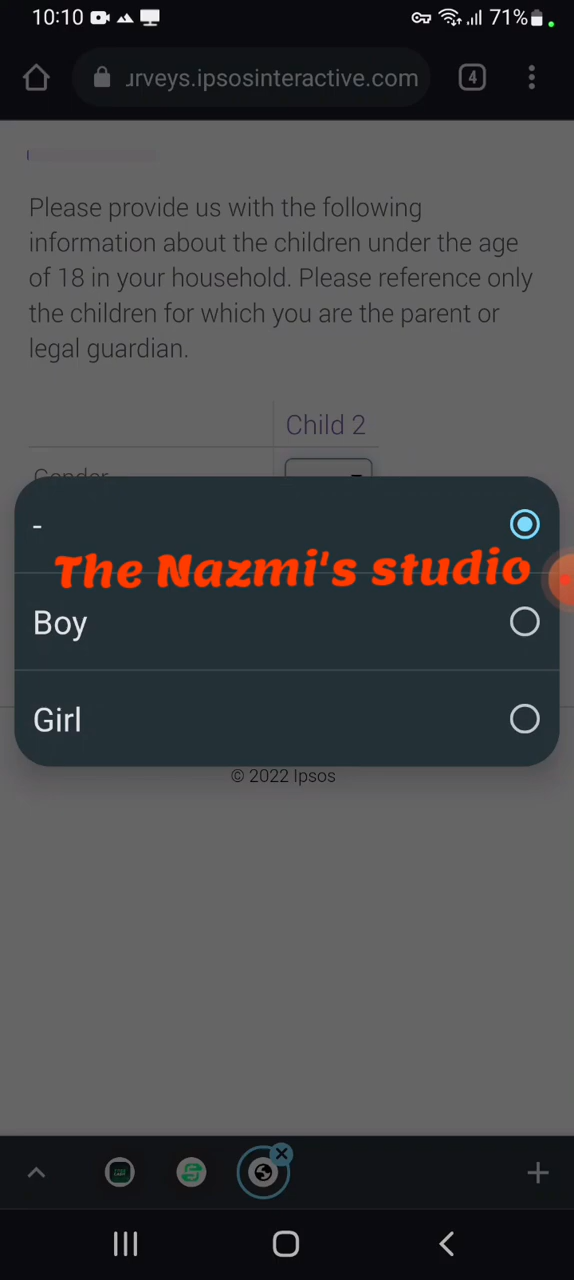 10:10
71%
urveys.ipsosinteractive.com
4
Please provide us with the following
information about the children under the age
of 18 in your household. Please reference only
the children for which you are the parent or
legal guardian.
Child 2
Gender
-
The Nazmi's studio
Boy
Girl
© 2022 Ipsos